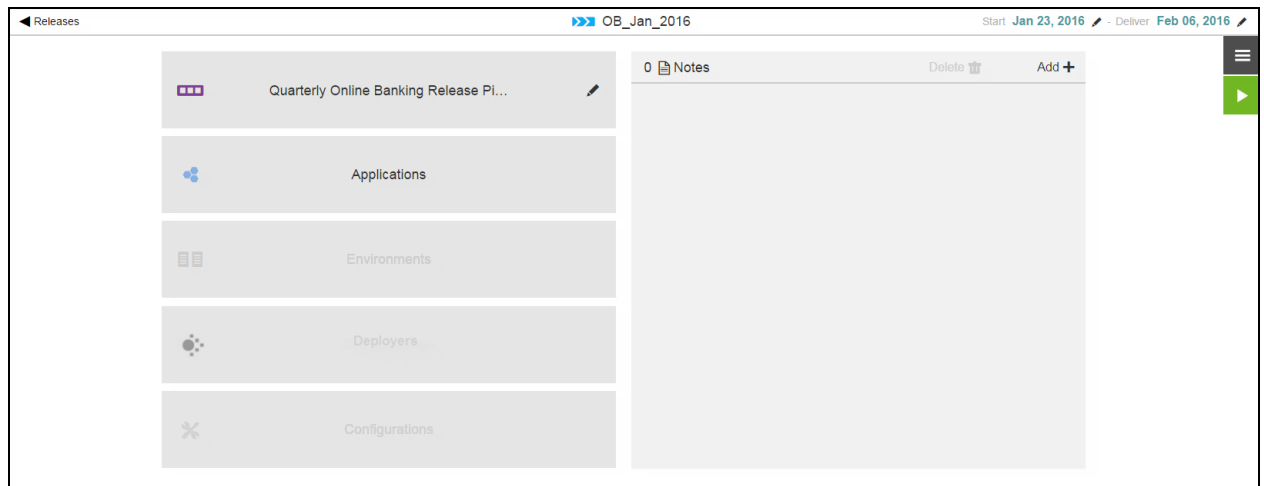 Releases
OB_Jan_2016
Start Jan 23, 2016 - Deliver Feb 06, 2016
Quarterly Online Banking Release Pi...
0 Notes Delete Add
Applications
Environments
Deployers
Configurations